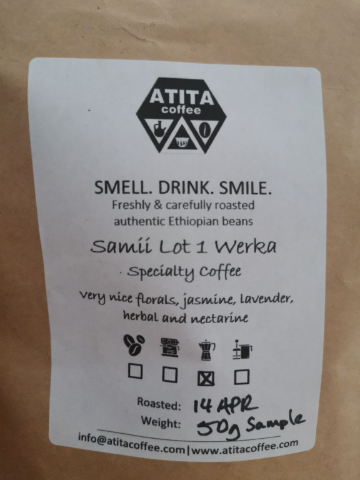 ATITA
coffee
SMELL. DRINK. SMILE.
Freshly & carefully roasted
authentic Ethiopian beans
Samii Lot 1 Werka
Specialty Coffee
Very nice florals, jasmine, lavender,
herbal and nectarine
Roasted: 14 APR
Weight: 50g Sample
info@atitacoffee.com|www.atitacoffee.com